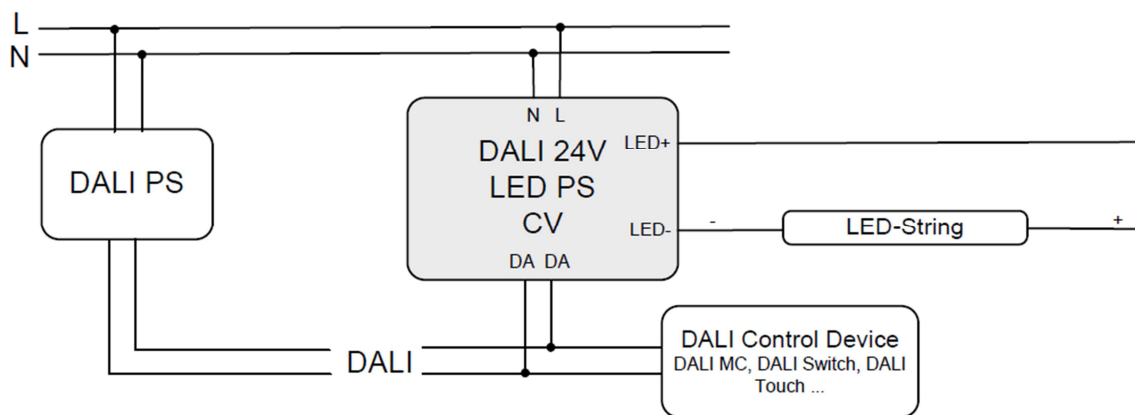 L
N
N L
DALI PS
DALI 24V
LED PS
CV
LED+
LED-
-
LED-String
+
DA DA
DALI
DALI Control Device
DALI MC, DALI Switch, DALI
Touch ...